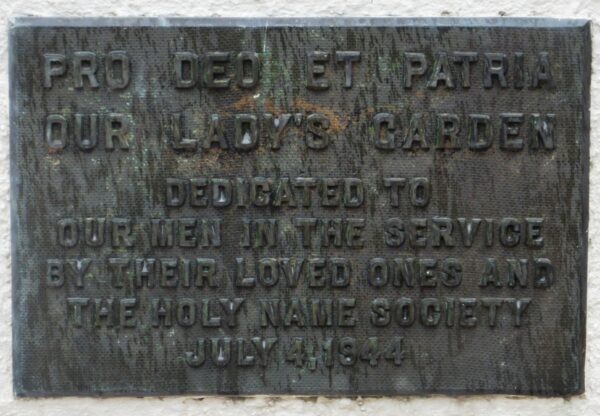 PRO DEO ET PATRIA
OUR LADY'S GARDEN
DEDICATED TO
OUR MEN IN THE SERVICE
BY THEIR LOVED ONES AND
THE HOLY NAME SOCIETY
JULY 4, 1944